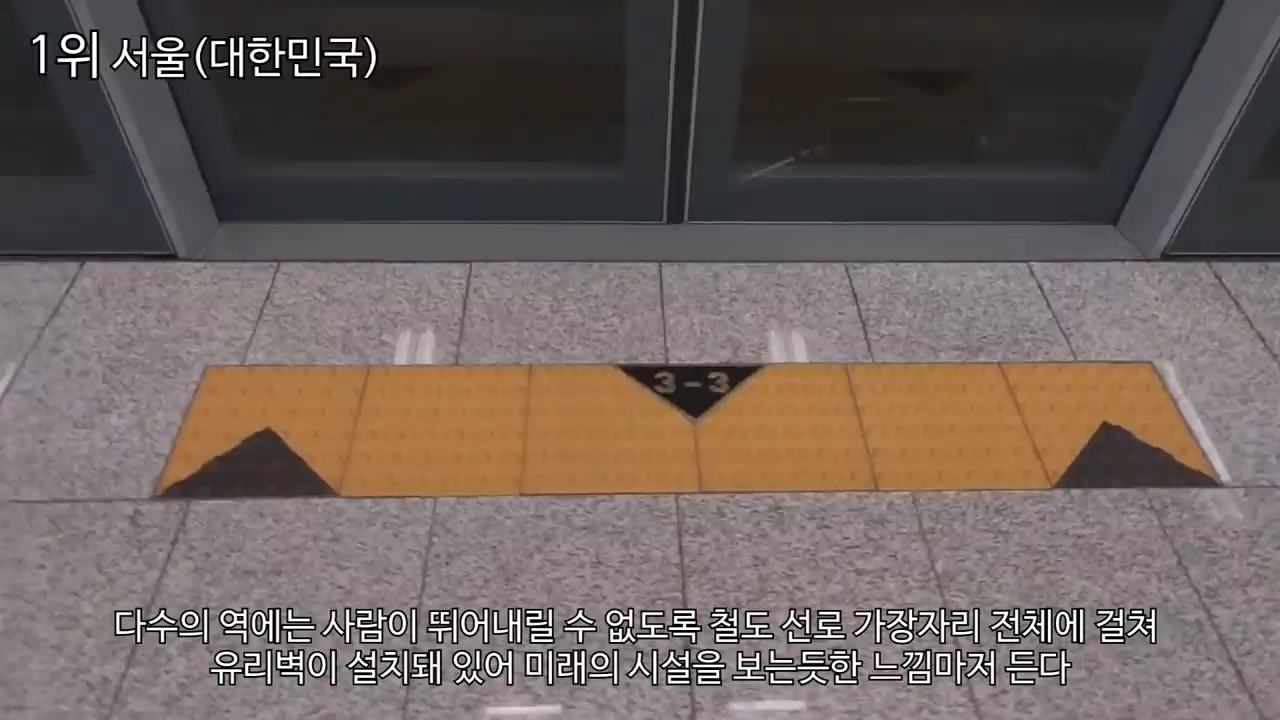 1위 서울(대한민국)
3-3
다수의 역에는 사람이 뛰어내릴 수 없도록 철도 선로 가장자리 전체에 걸쳐
유리벽이 설치돼 있어 미래의 시설을 보는듯한 느낌마저 든다